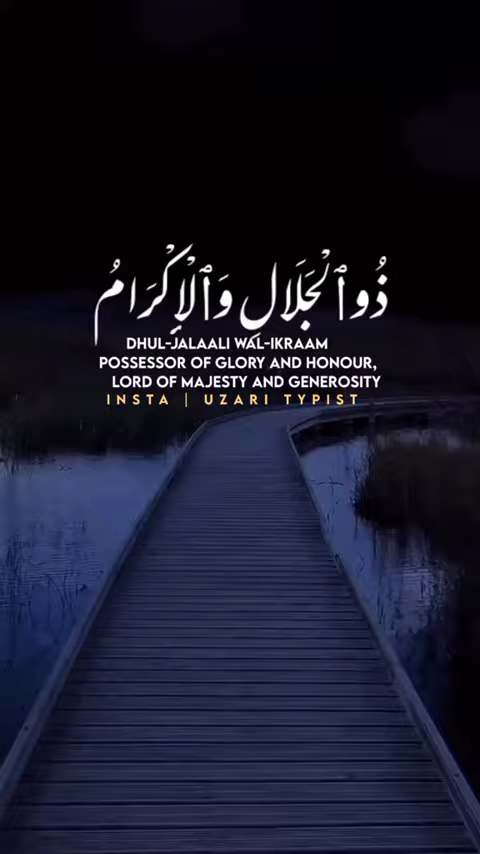 ذُو ٱلْجَلَالِ وَٱلْإِكْرَامُ
DHUL-JALAALI WAL-IKRAAM
POSSESSOR OF GLORY AND HONOUR,
LORD OF MAJESTY AND GENEROSITY
INSTA | UZARI TYPIST